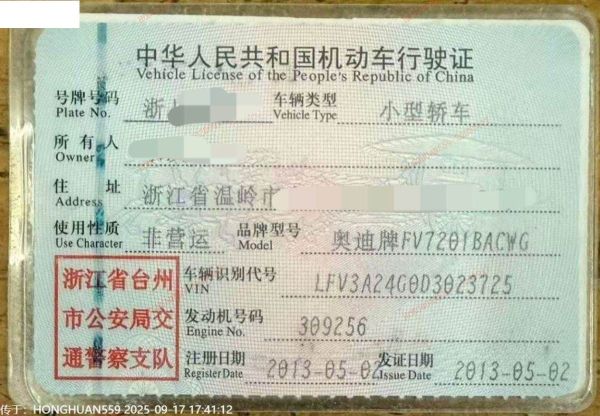 中华人民共和国机动车行驶证
Vehicle License of the People's Republic of China
号牌号码 浙 车辆类型 小型轿车
Plate No. Vehicle Type
所有人
Owner
住址 浙江省温岭市
Address
使用性质 非营运 品牌型号 奥迪牌FV7201BACWG
Use Character Model
浙江省台州 车辆识别代号 LFV3A24G0D3023725
VIN
市公安局交 发动机号码 309256
Engine No.
通警察支队 注册日期 2013-05-02 发证日期 2013-05-02
Register Date Issue Date
传于：HONGHUAN559 2025-09-17 17:41:12